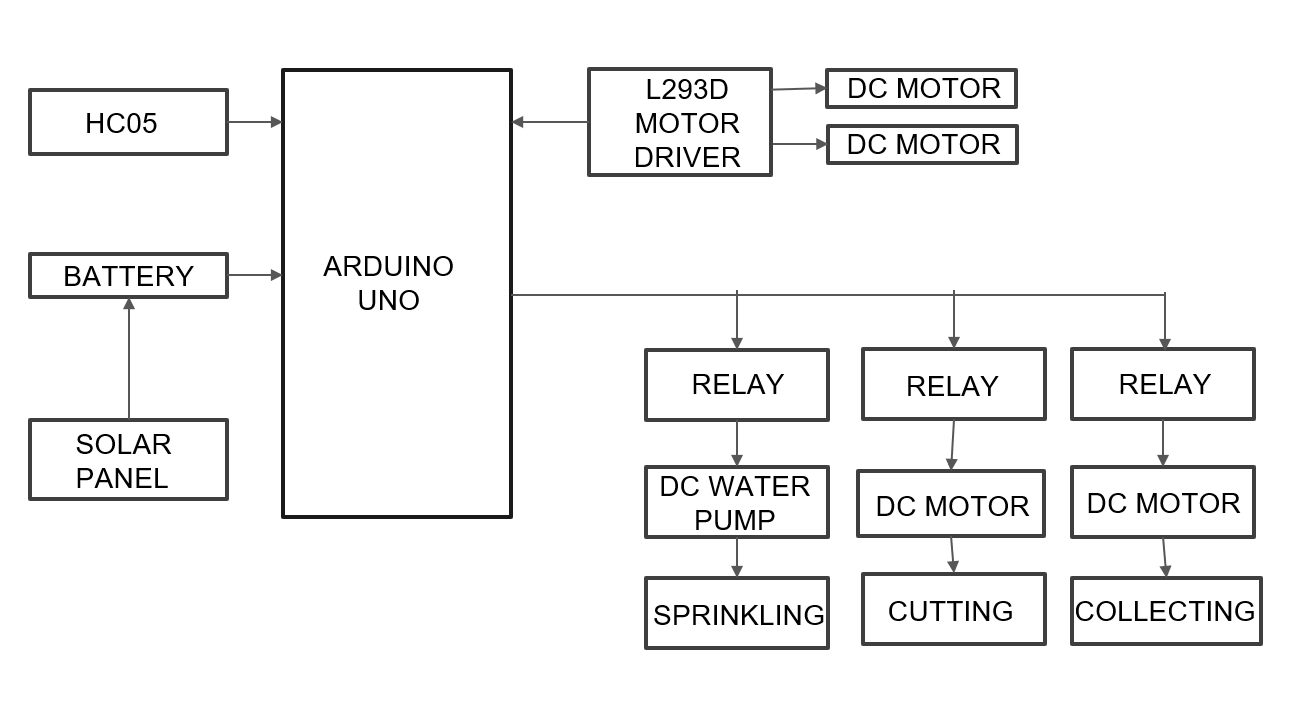 HC05
L293D
MOTOR
DRIVER
DC MOTOR
DC MOTOR
BATTERY
ARDUINO
UNO
SOLAR
PANEL
RELAY
RELAY
RELAY
DC WATER
PUMP
DC MOTOR
DC MOTOR
SPRINKLING
CUTTING
COLLECTING